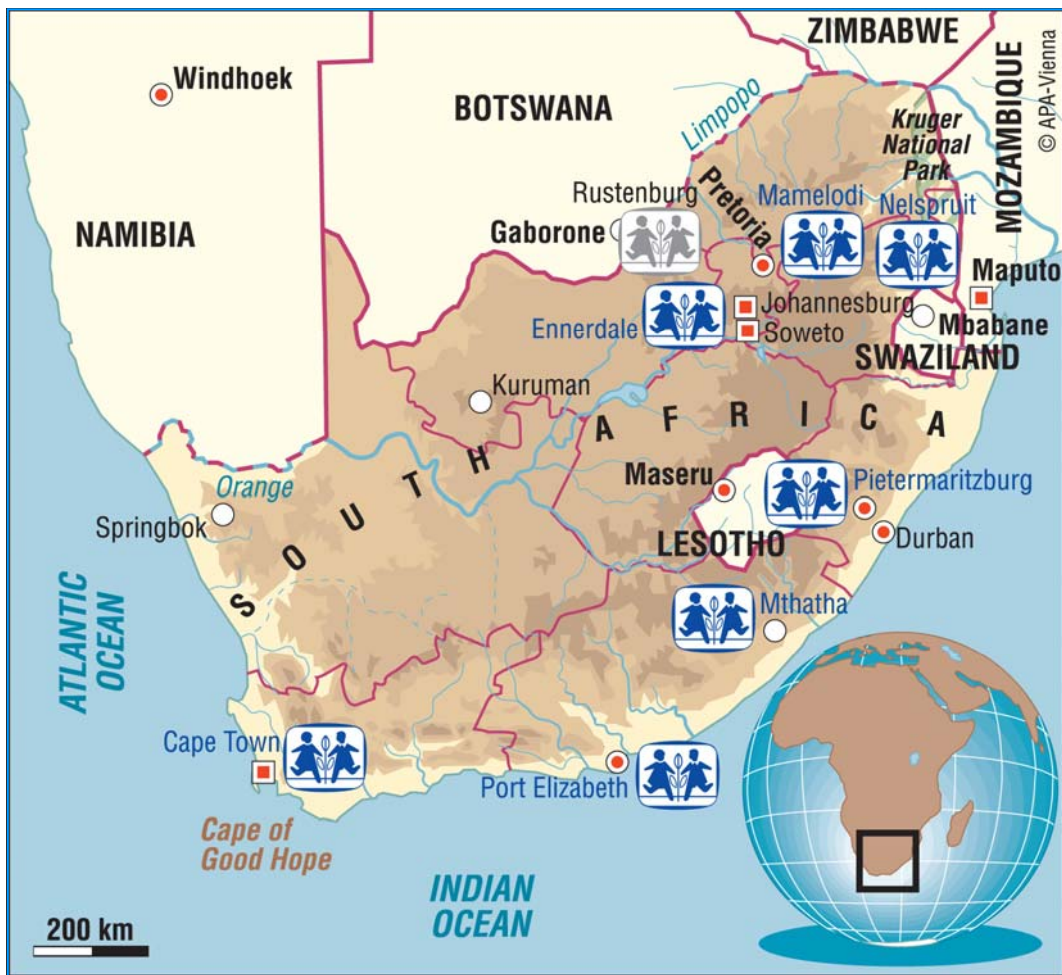 ZIMBABWE
© APA-Vienna
Windhoek
BOTSWANA
Limpopo
Kruger
National
Park
MOZAMBIQUE
Rustenburg
Pretoria
Mamelodi
Nelspruit
NAMIBIA
Gaborone
Maputo
Ennerdale
Johannesburg
Soweto
Mbabane
SWAZILAND
Kuruman
SOUTH AFRICA
Maseru
Pietermaritzburg
Orange
Springbok
LESOTHO
Durban
ATLANTIC
OCEAN
Mthatha
Cape Town
Port Elizabeth
Cape of
Good Hope
INDIAN
OCEAN
200 km